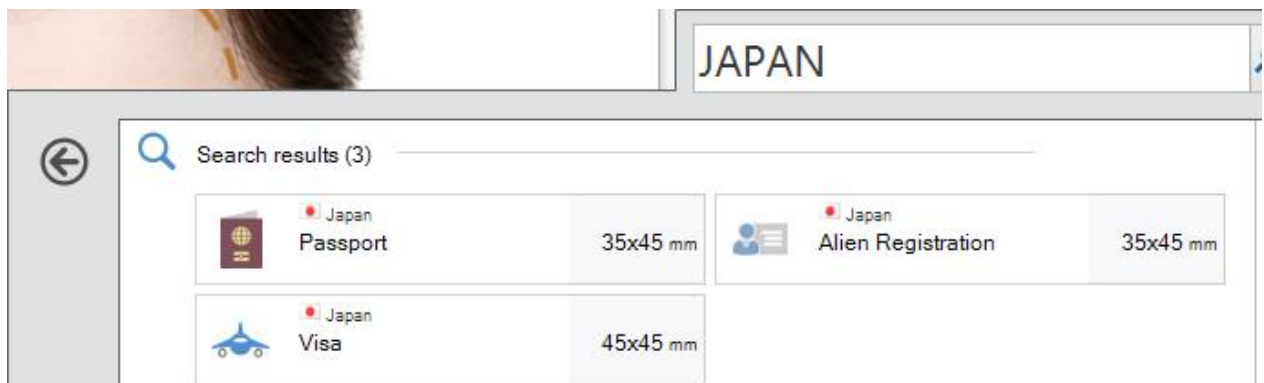 JAPAN
Search results (3)
Japan
Passport 35x45 mm
Japan
Alien Registration 35x45 mm
Japan
Visa 45x45 mm